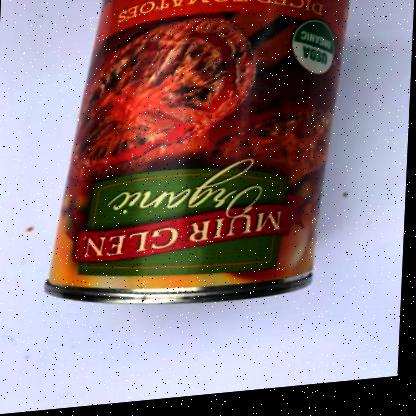 MUIR GLEN
Organic
DICED TOMATOES
USDA
ORGANIC